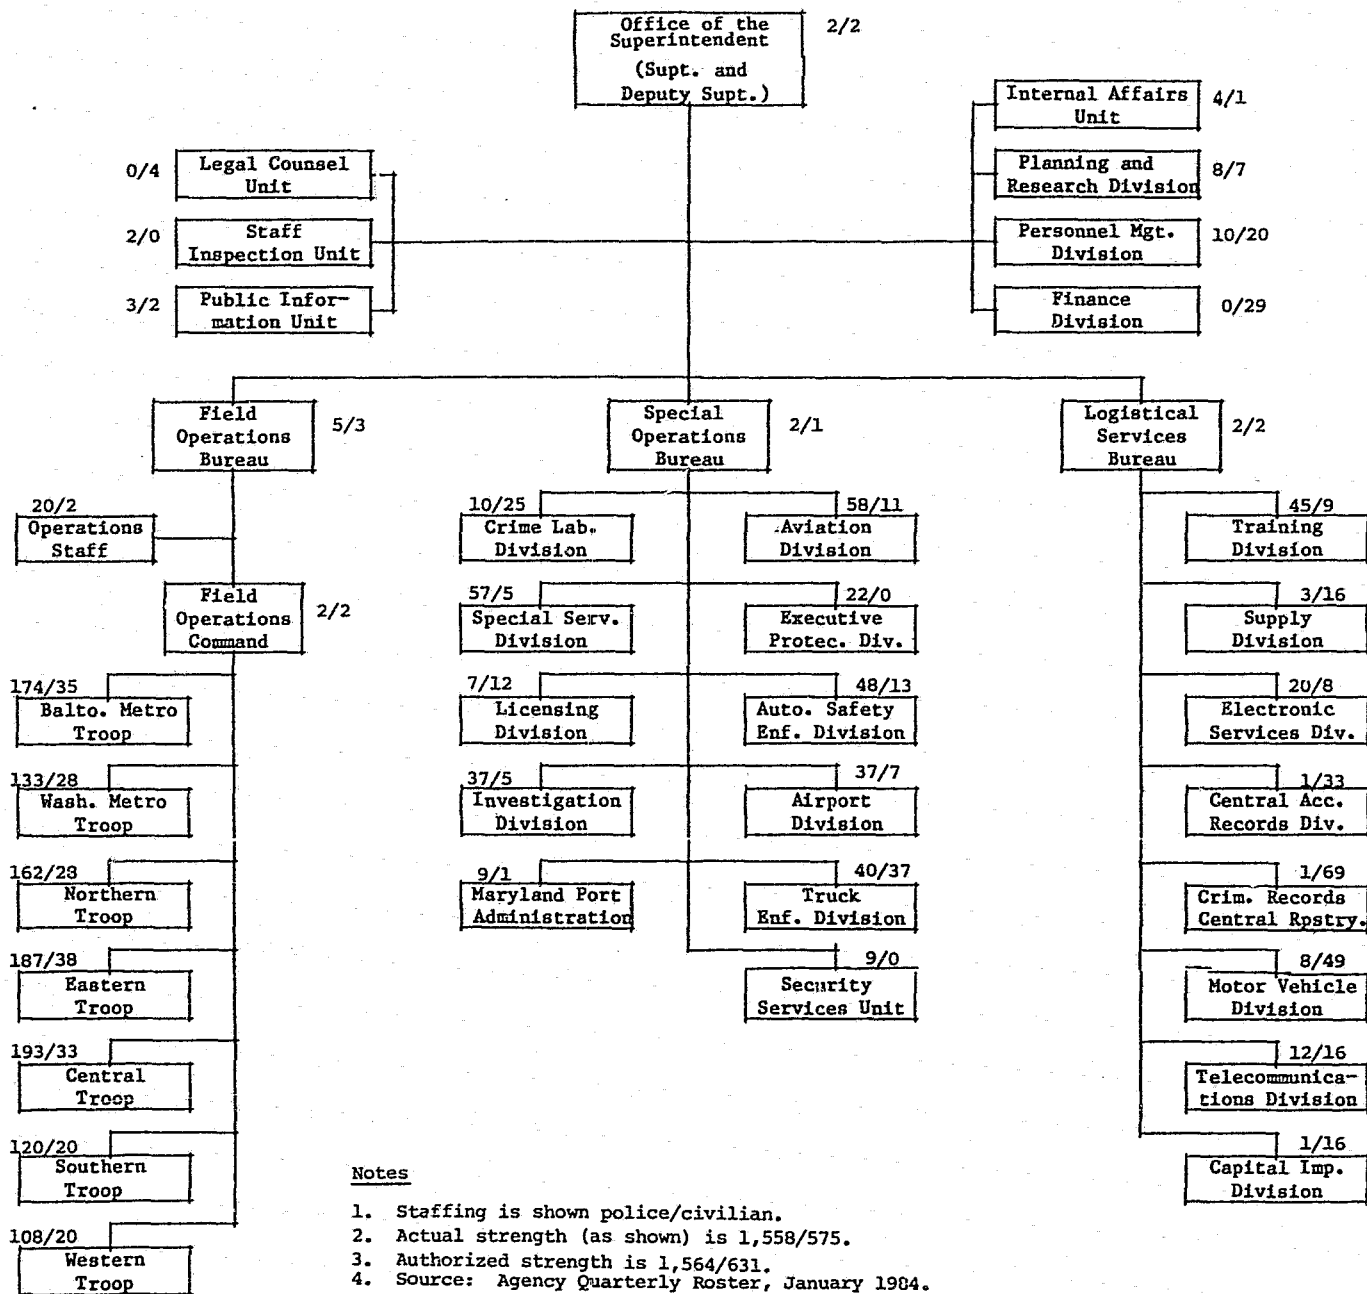 Office of the
Superintendent
(Supt. and
Deputy Supt.)
2/2
Internal Affairs
Unit
4/1
Planning and
Research Division
8/7
Personnel Mgt.
Division
10/20
Finance
Division
0/29
0/4
Legal Counsel
Unit
2/0
Staff
Inspection Unit
3/2
Public Infor-
mation Unit
Field
Operations
Bureau
5/3
Special
Operations
Bureau
2/1
Logistical
Services
Bureau
2/2
20/2
Operations
Staff
Field
Operations
Command
2/2
174/35
Balto. Metro
Troop
133/28
Wash. Metro
Troop
162/23
Northern
Troop
187/38
Eastern
Troop
193/33
Central
Troop
120/20
Southern
Troop
108/20
Western
Troop
10/25
Crime Lab.
Division
58/11
Aviation
Division
57/5
Special Serv.
Division
22/0
Executive
Protec. Div.
7/12
Licensing
Division
48/13
Auto. Safety
Enf. Division
37/5
Investigation
Division
37/7
Airport
Division
9/1
Maryland Port
Administration
40/37
Truck
Enf. Division
9/0
Security
Services Unit
45/9
Training
Division
3/16
Supply
Division
20/8
Electronic
Services Div.
1/33
Central Acc.
Records Div.
1/69
Crim. Records
Central Rpstry.
8/49
Motor Vehicle
Division
12/16
Telecommunica-
tions Division
1/16
Capital Imp.
Division
Notes
1. Staffing is shown police/civilian.
2. Actual strength (as shown) is 1,558/575.
3. Authorized strength is 1,564/631.
4. Source: Agency Quarterly Roster, January 1984.